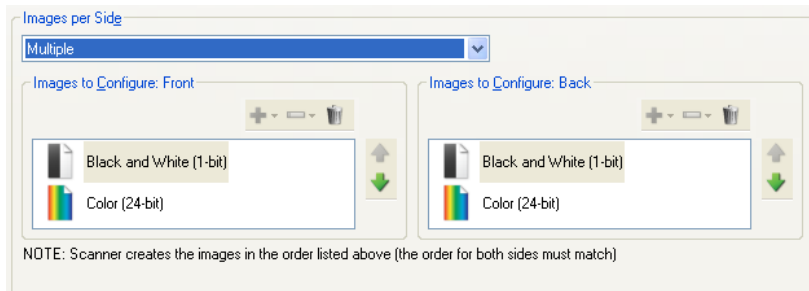 Images per Side
Multiple
Images to Configure: Front
Images to Configure: Back
Black and White (1-bit)
Color (24-bit)
Black and White (1-bit)
Color (24-bit)
NOTE: Scanner creates the images in the order listed above (the order for both sides must match)